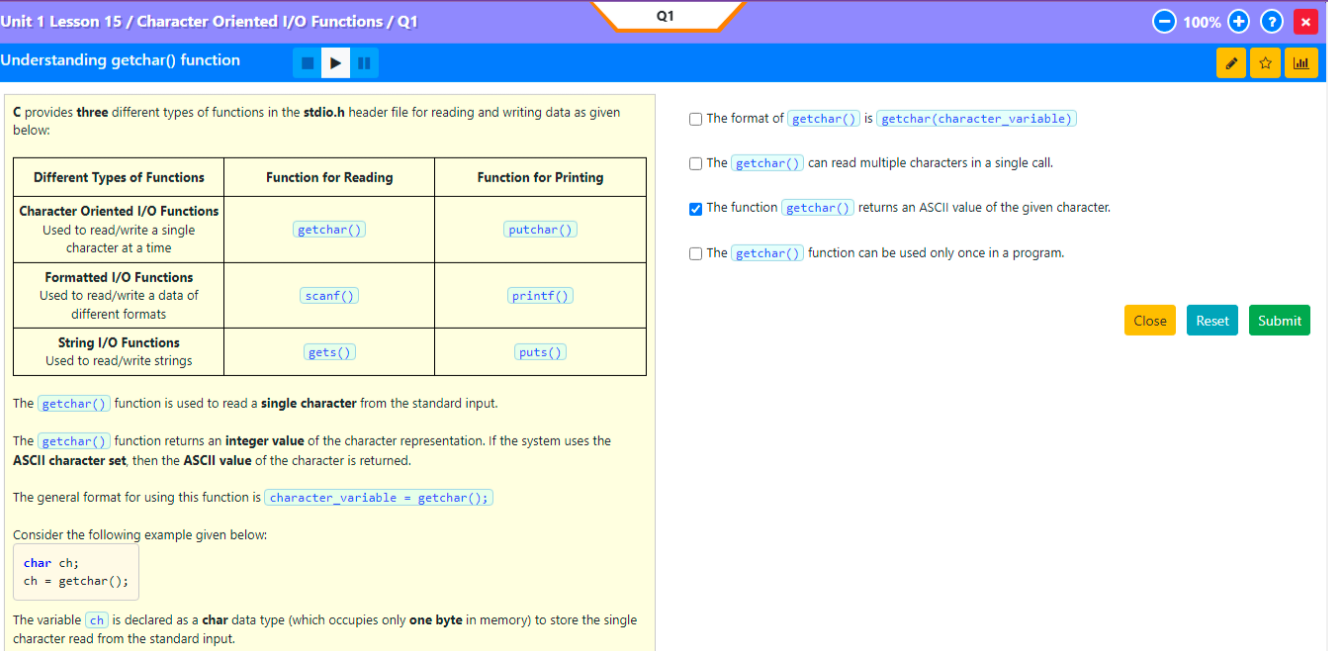 Unit 1 Lesson 15 / Character Oriented I/O Functions / Q1
Q1
100%
?
Understanding getchar() function
C provides three different types of functions in the stdio.h header file for reading and writing data as given
below:
Different Types of Functions
Function for Reading
Function for Printing
Character Oriented I/O Functions
Used to read/write a single
character at a time
getchar()
putchar()
Formatted I/O Functions
Used to read/write a data of
different formats
scanf()
printf()
String I/O Functions
Used to read/write strings
gets()
puts()
The getchar() function is used to read a single character from the standard input.
The getchar() function returns an integer value of the character representation. If the system uses the
ASCII character set, then the ASCII value of the character is returned.
The general format for using this function is character_variable = getchar();
Consider the following example given below:
char ch;
ch = getchar();
The variable ch is declared as a char data type (which occupies only one byte in memory) to store the single
character read from the standard input.
The format of getchar() is getchar(character_variable)
The getchar() can read multiple characters in a single call.
The function getchar() returns an ASCII value of the given character.
The getchar() function can be used only once in a program.
Close
Reset
Submit